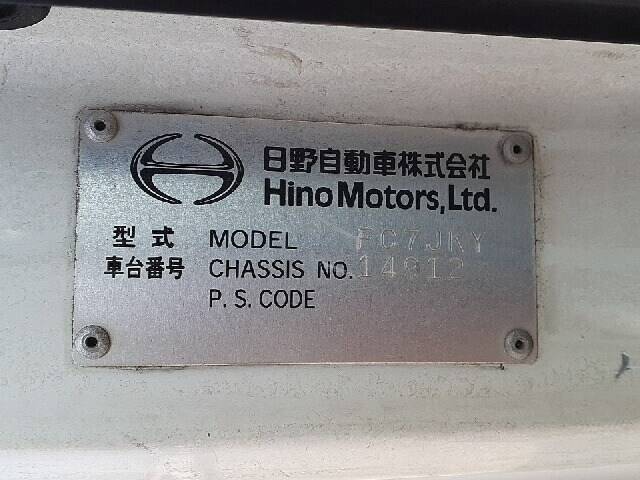 日野自動車株式会社
Hino Motors, Ltd.
型式 MODEL FC7JKY
車台番号 CHASSIS NO. 14912
P. S. CODE